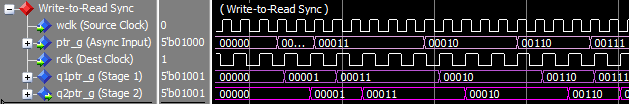 Write-to-Read Sync ( Write-to-Read Sync )
wclk (Source Clock) 0
ptr_g (Async Input) 5'b01000 00000 00... 00011 00010 00110 00111
rclk (Dest Clock) 1
q1ptr_g (Stage 1) 5'b01001 00000 00001 00011 00010 00110 00111
q2ptr_g (Stage 2) 5'b01001 00000 00001 00011 00010 00110